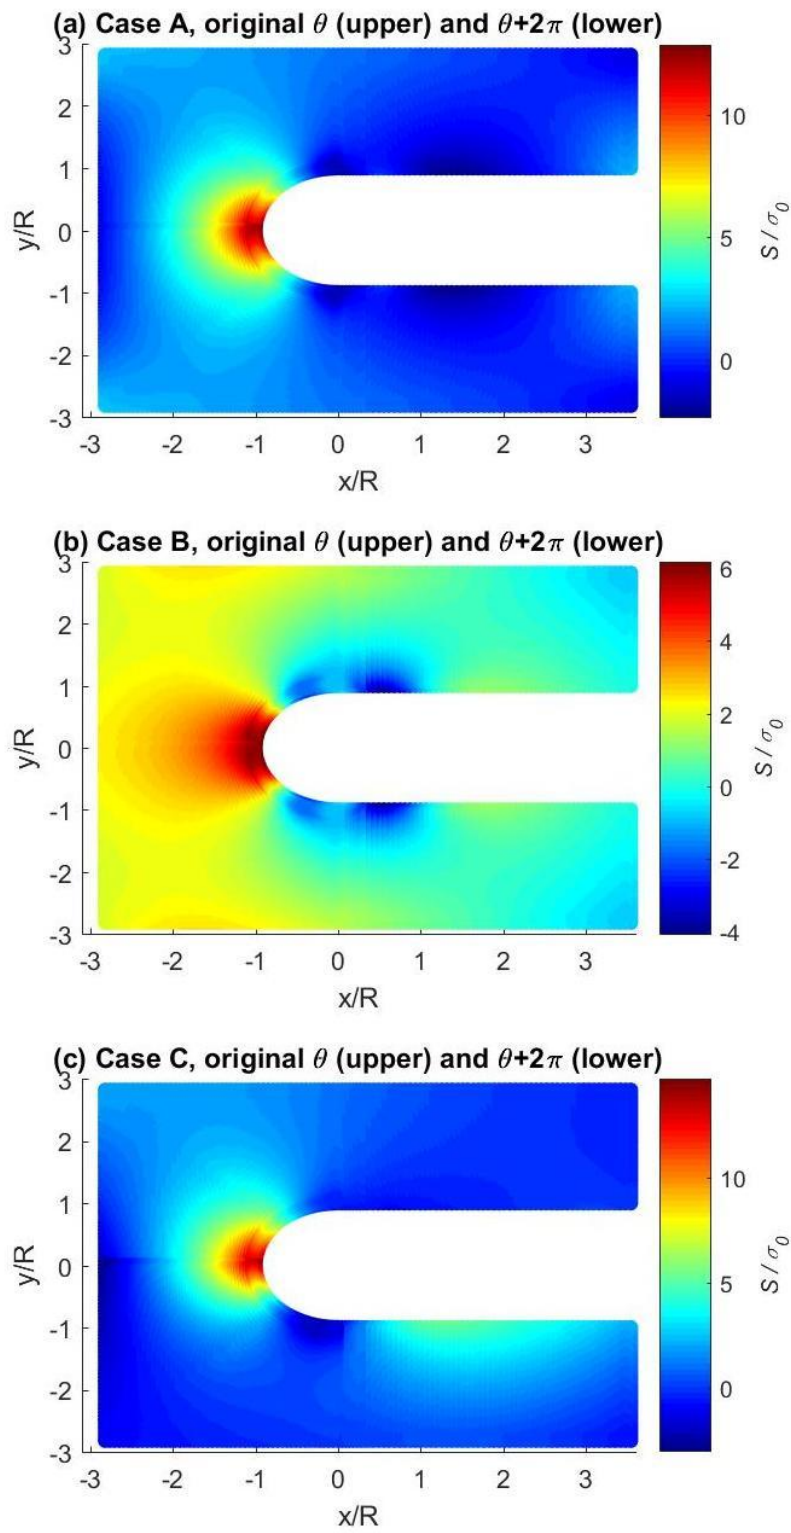 (a) Case A, original θ (upper) and θ+2π (lower)
3
2
1
0
-1
-2
-3
y/R
-3 -2 -1 0 1 2 3
x/R
10
5
0
S / σ0
(b) Case B, original θ (upper) and θ+2π (lower)
3
2
1
0
-1
-2
-3
y/R
-3 -2 -1 0 1 2 3
x/R
6
4
2
0
-2
-4
S / σ0
(c) Case C, original θ (upper) and θ+2π (lower)
3
2
1
0
-1
-2
-3
y/R
-3 -2 -1 0 1 2 3
x/R
10
5
0
S / σ0